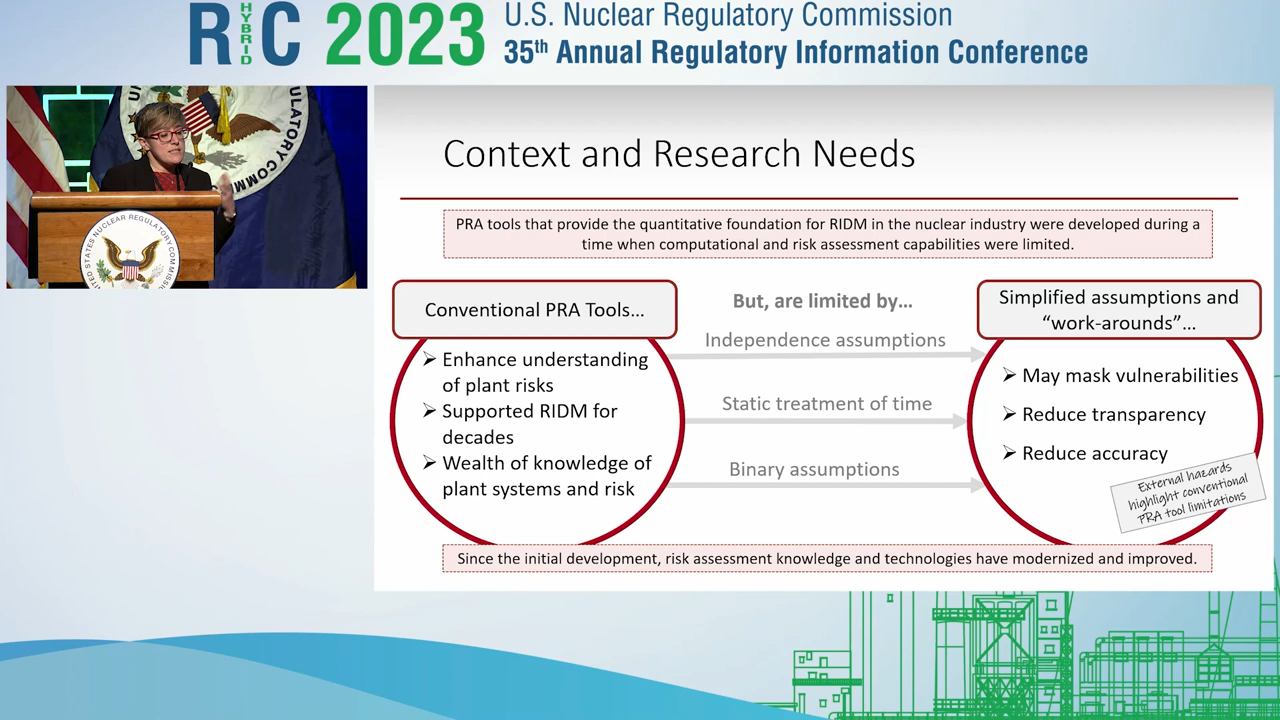 RIC 2023
HYBRID
U.S. Nuclear Regulatory Commission
35th Annual Regulatory Information Conference
UNITED STATES NUCLEAR REGULATORY COMMISSION
Context and Research Needs
PRA tools that provide the quantitative foundation for RIDM in the nuclear industry were developed during a
time when computational and risk assessment capabilities were limited.
Conventional PRA Tools…
➢ Enhance understanding
of plant risks
➢ Supported RIDM for
decades
➢ Wealth of knowledge of
plant systems and risk
But, are limited by…
Independence assumptions
Static treatment of time
Binary assumptions
Simplified assumptions and
“work-arounds”…
➢ May mask vulnerabilities
➢ Reduce transparency
➢ Reduce accuracy
External hazards
highlight conventional
PRA tool limitations
Since the initial development, risk assessment knowledge and technologies have modernized and improved.